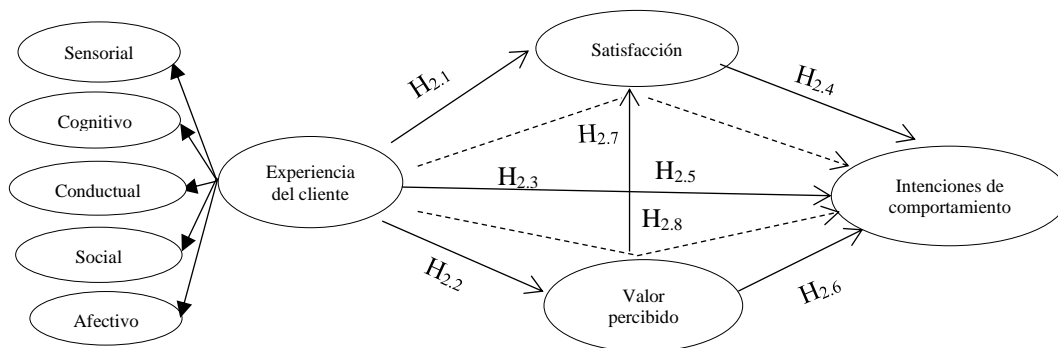 Sensorial
Cognitivo
Conductual
Social
Afectivo
Experiencia
del cliente
H2.1
H2.2
H2.3
Satisfacción
H2.7
H2.5
H2.8
Valor
percibido
H2.4
H2.6
Intenciones de
comportamiento